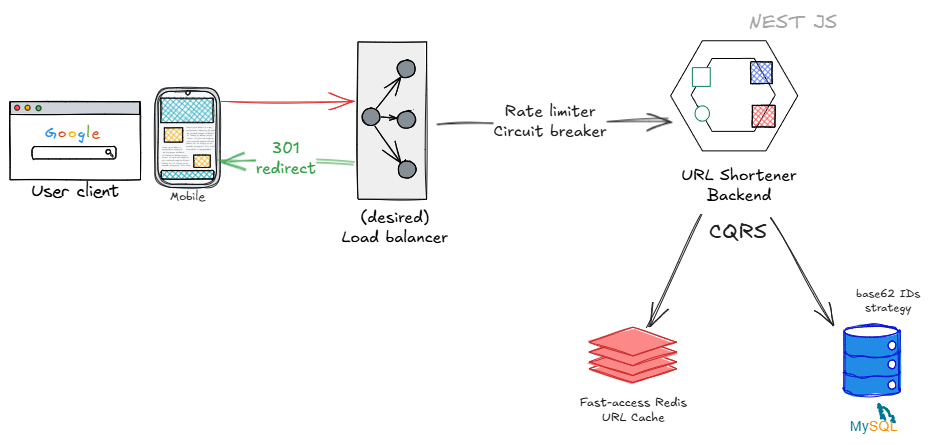 NEST JS
Google
User client
Mobile
301
redirect
(desired)
Load balancer
Rate limiter
Circuit breaker
URL Shortener
Backend
CQRS
base62 IDs
strategy
Fast-access Redis
URL Cache
MySQL